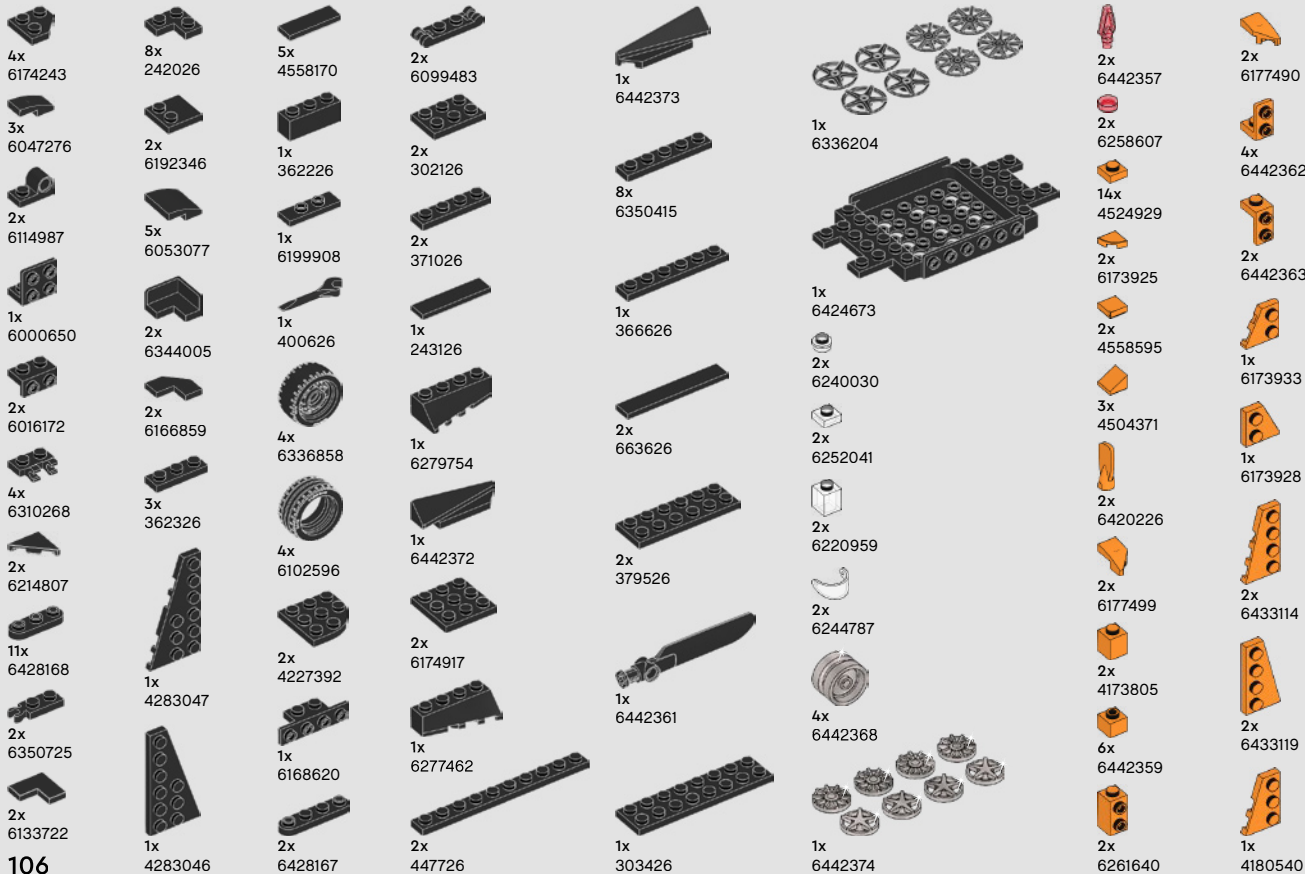 4x
6174243
3x
6047276
2x
6114987
1x
6000650
2x
6016172
4x
6310268
2x
6214807
11x
6428168
2x
6350725
2x
6133722
8x
242026
2x
6192346
5x
6053077
2x
6344005
2x
6166859
3x
362326
1x
4283047
1x
4283046
5x
4558170
1x
362226
1x
6199908
1x
400626
4x
6336858
4x
6102596
2x
4227392
1x
6168620
2x
6428167
2x
6099483
2x
302126
2x
371026
1x
243126
1x
6279754
1x
6442372
2x
6174917
1x
6277462
2x
447726
1x
6442373
8x
6350415
1x
366626
2x
663626
2x
379526
1x
6442361
1x
303426
1x
6336204
1x
6424673
2x
6240030
2x
6252041
2x
6220959
2x
6244787
4x
6442368
1x
6442374
2x
6442357
2x
6258607
14x
4524929
2x
6173925
2x
4558595
3x
4504371
2x
6420226
2x
6177499
2x
4173805
6x
6442359
2x
6261640
2x
6177490
4x
6442362
2x
6442363
1x
6173933
1x
6173928
2x
6433114
2x
6433119
1x
4180540
106